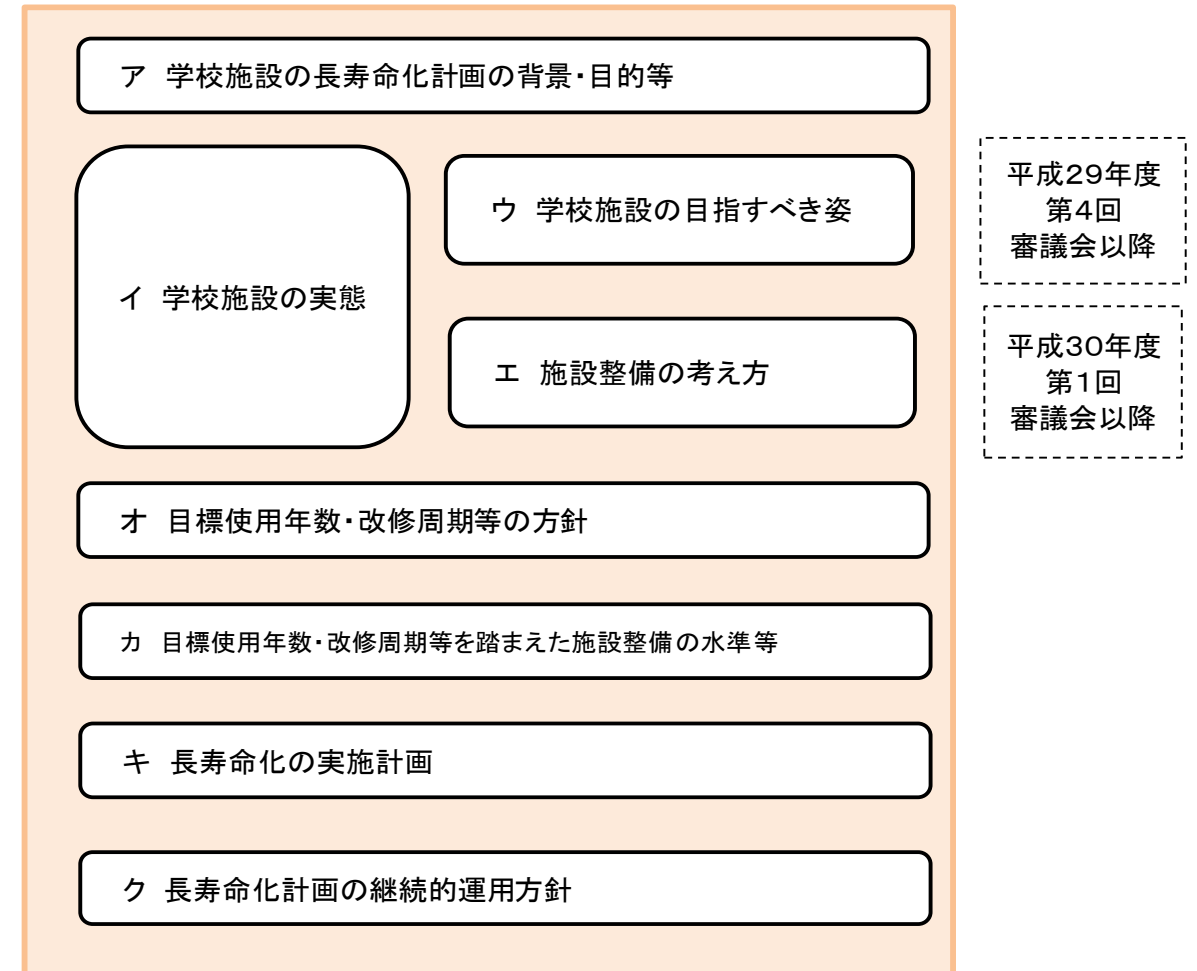 ア 学校施設の長寿命化計画の背景・目的等
イ 学校施設の実態
ウ 学校施設の目指すべき姿
エ 施設整備の考え方
オ 目標使用年数・改修周期等の方針
カ 目標使用年数・改修周期等を踏まえた施設整備の水準等
キ 長寿命化の実施計画
ク 長寿命化計画の継続的運用方針
平成29年度
第4回
審議会以降
平成30年度
第1回
審議会以降